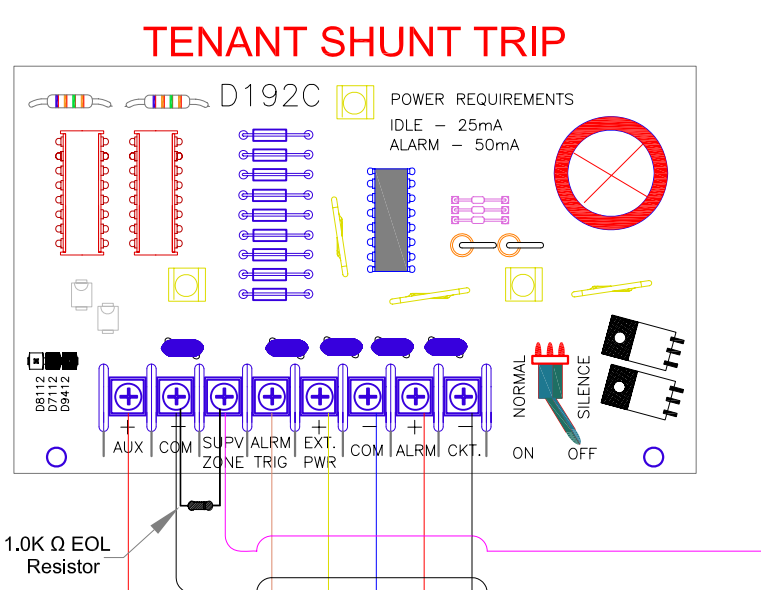 TENANT SHUNT TRIP
D192C
POWER REQUIREMENTS
IDLE - 25mA
ALARM - 50mA
D8112
D7112
D9412
NORMAL
SILENCE
ON
OFF
+ - + - + -
AUX COM SUPV ZONE ALRM TRIG EXT. PWR COM ALRM CKT.
1.0K Ω EOL
Resistor